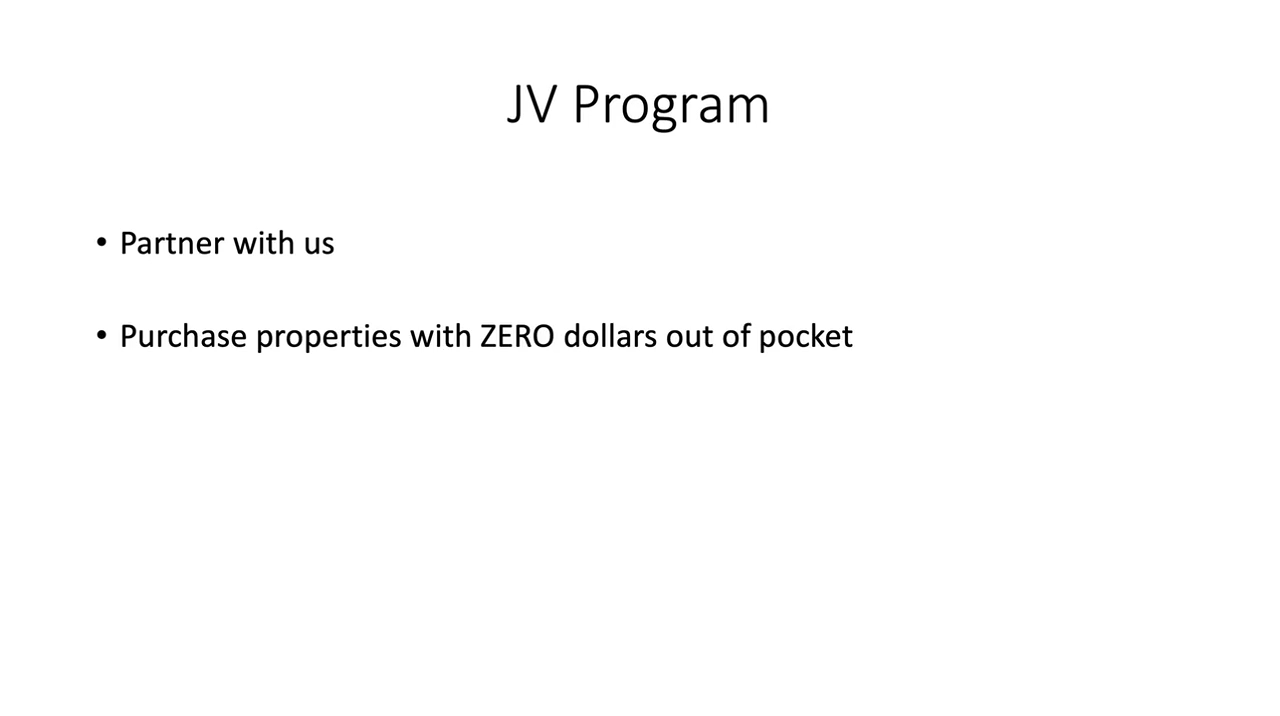 JV Program
• Partner with us
• Purchase properties with ZERO dollars out of pocket